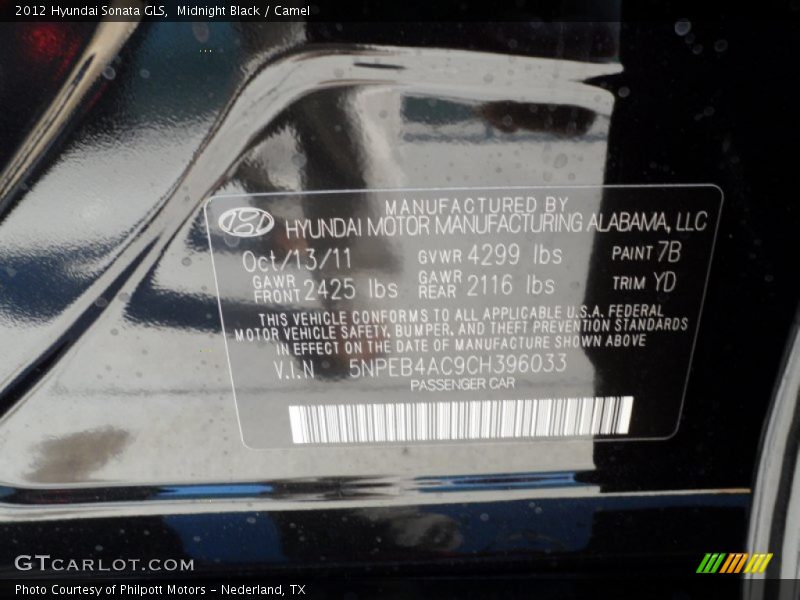 2012 Hyundai Sonata GLS,  Midnight Black / Camel
MANUFACTURED BY
HYUNDAI MOTOR MANUFACTURING ALABAMA, LLC
Oct/13/11 GVWR 4299 lbs PAINT 7B
GAWR FRONT 2425 lbs GAWR REAR 2116 lbs TRIM YD
THIS VEHICLE CONFORMS TO ALL APPLICABLE U.S.A. FEDERAL
MOTOR VEHICLE SAFETY, BUMPER, AND THEFT PREVENTION STANDARDS
IN EFFECT ON THE DATE OF MANUFACTURE SHOWN ABOVE
V.I.N 5NPEB4AC9CH396033
PASSENGER CAR
GTCARLOT.COM
Photo Courtesy of Philpott Motors – Nederland, TX